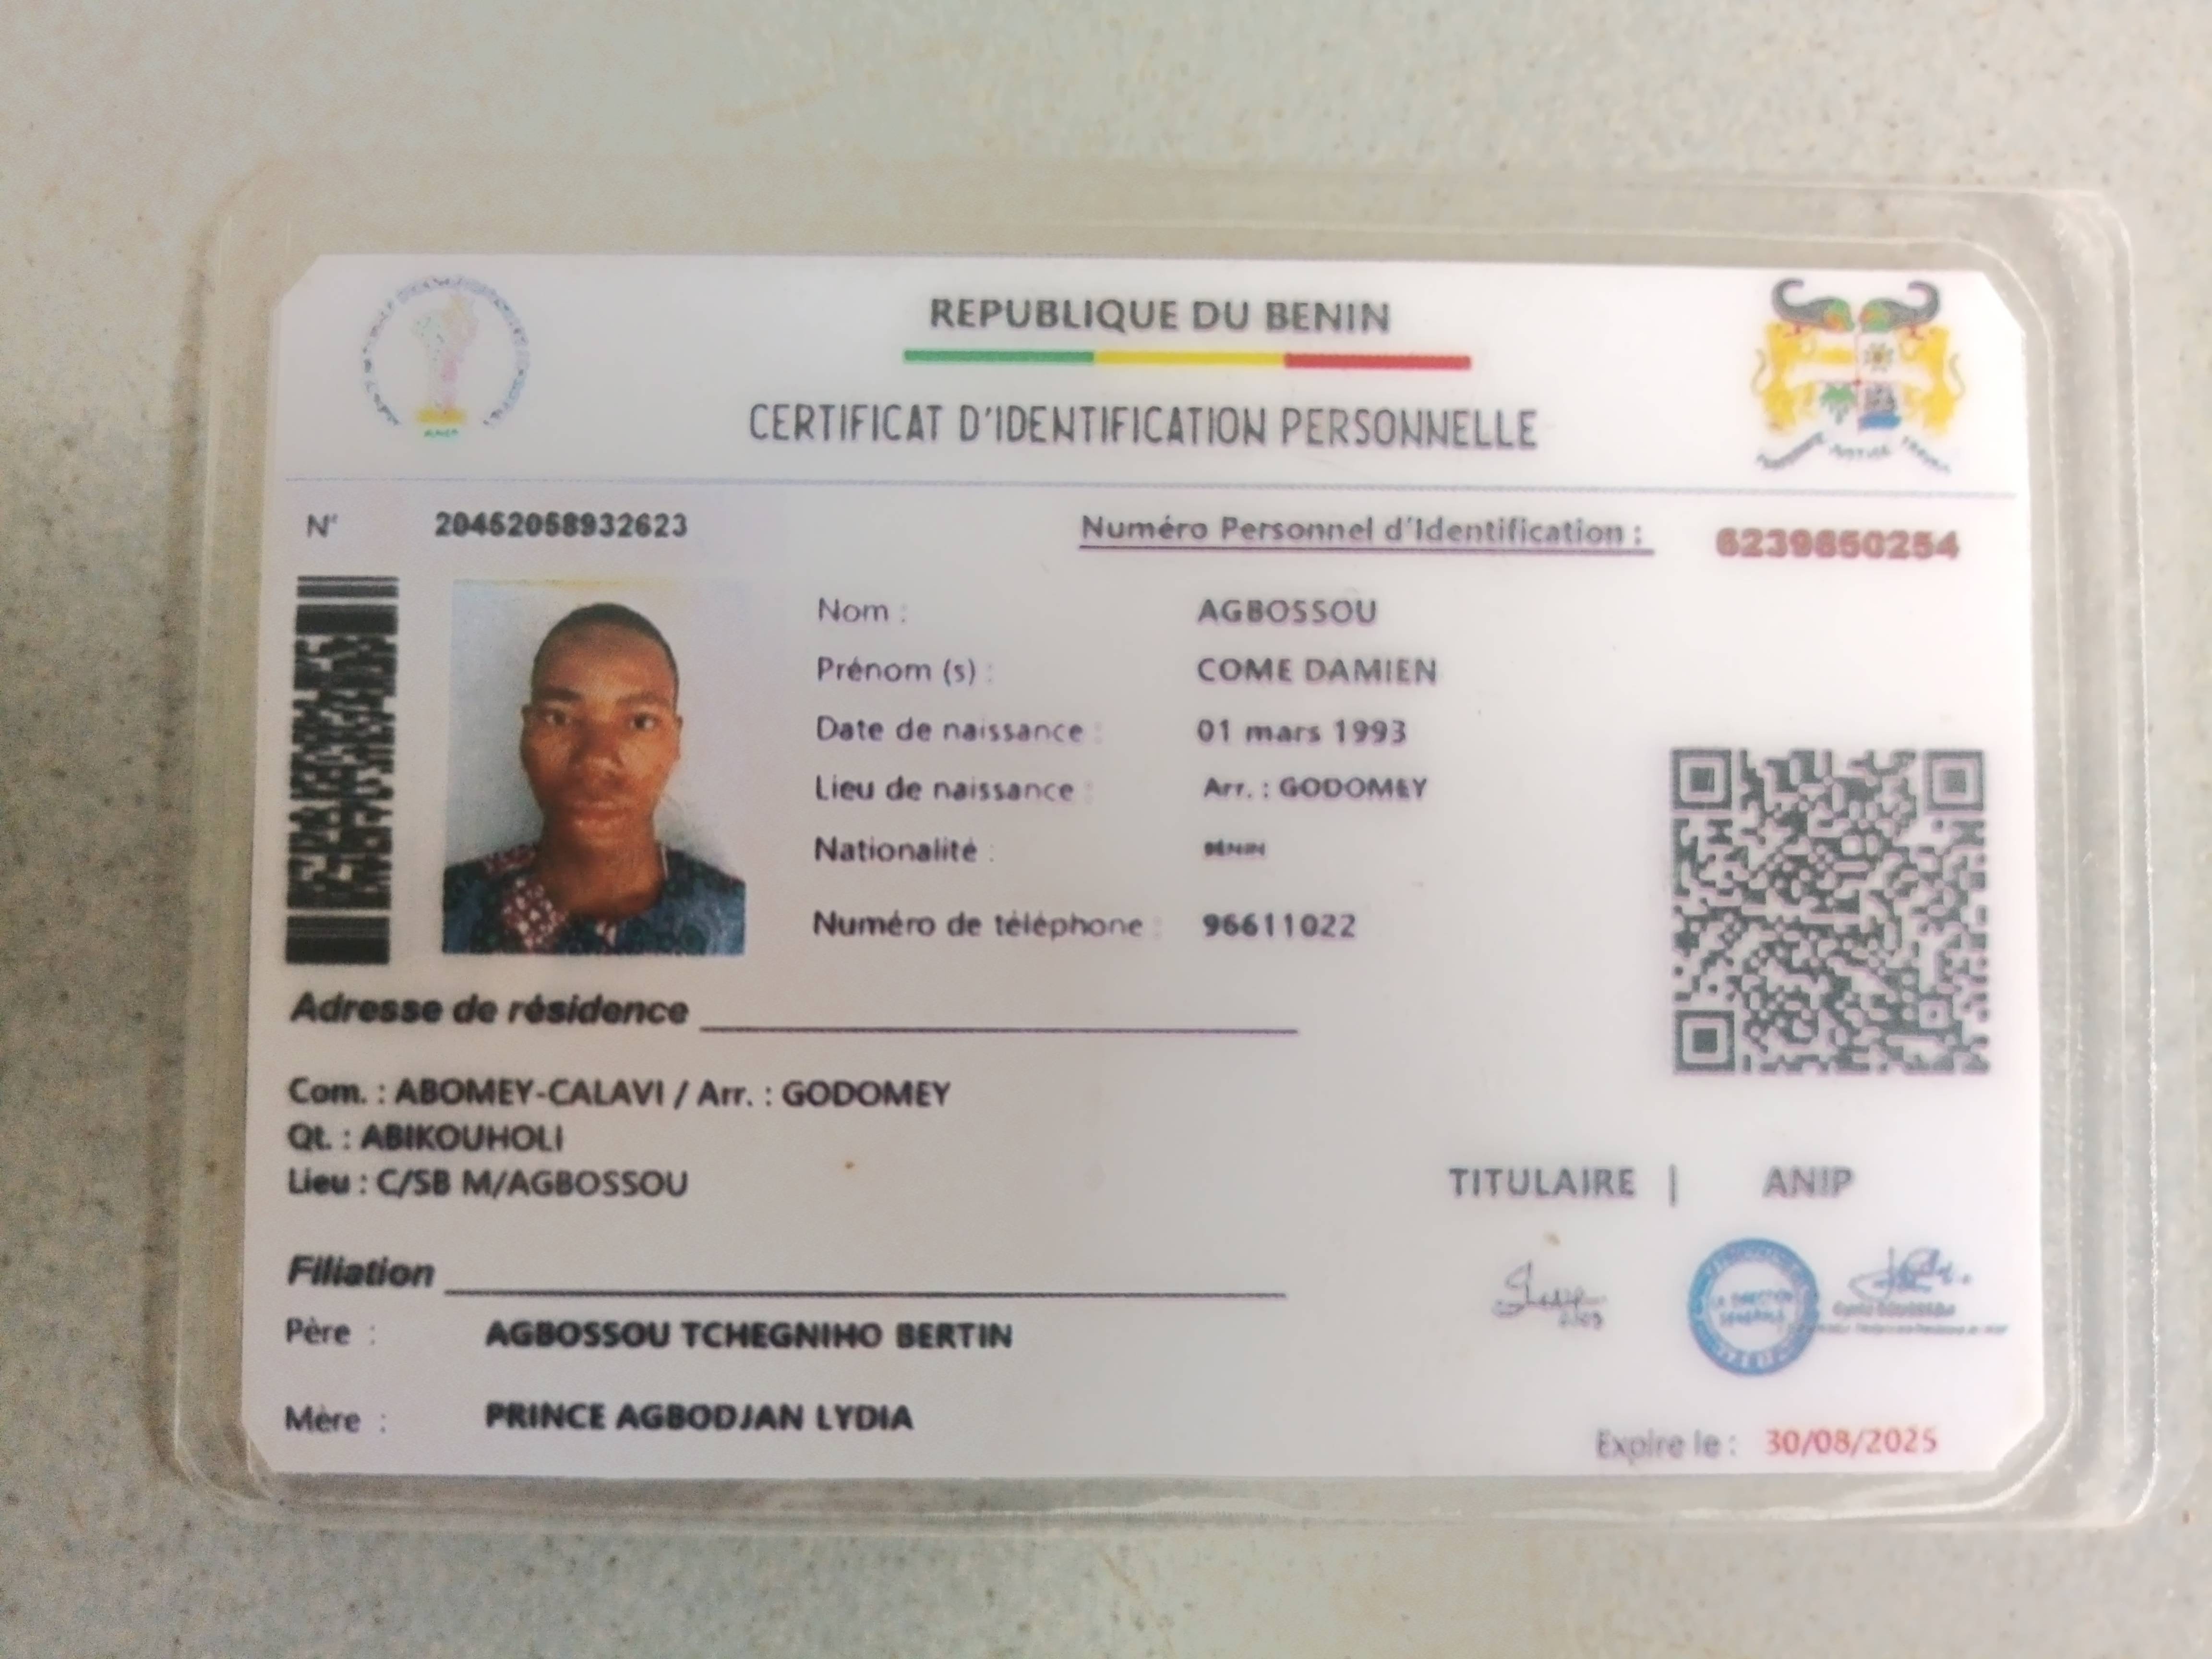 REPUBLIQUE DU BENIN
CERTIFICAT D'IDENTIFICATION PERSONNELLE
N° 20452058932623
Numéro Personnel d'Identification : 6239850254
Nom : AGBOSSOU
Prénom (s) : COME DAMIEN
Date de naissance : 01 mars 1993
Lieu de naissance : Arr. : GODOMEY
Nationalité : BENIN
Numéro de téléphone : 96611022
Adresse de résidence
Com. : ABOMEY-CALAVI / Arr. : GODOMEY
Qt. : ABIKOUHOLI
Lieu : C/SB M/AGBOSSOU
TITULAIRE | ANIP
LA DIRECTION
GENERALE
Filiation
Père : AGBOSSOU TCHEGNIHO BERTIN
Mère : PRINCE AGBODJAN LYDIA
Expire le : 30/08/2025